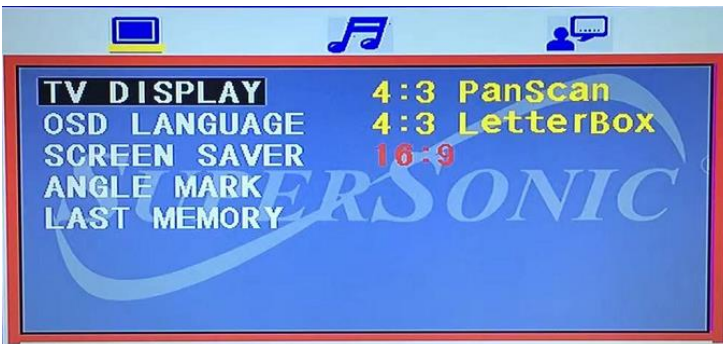 TV DISPLAY 4:3 PanScan
OSD LANGUAGE 4:3 LetterBox
SCREEN SAVER 16:9
ANGLE MARK
LAST MEMORY
SUPERSONIC